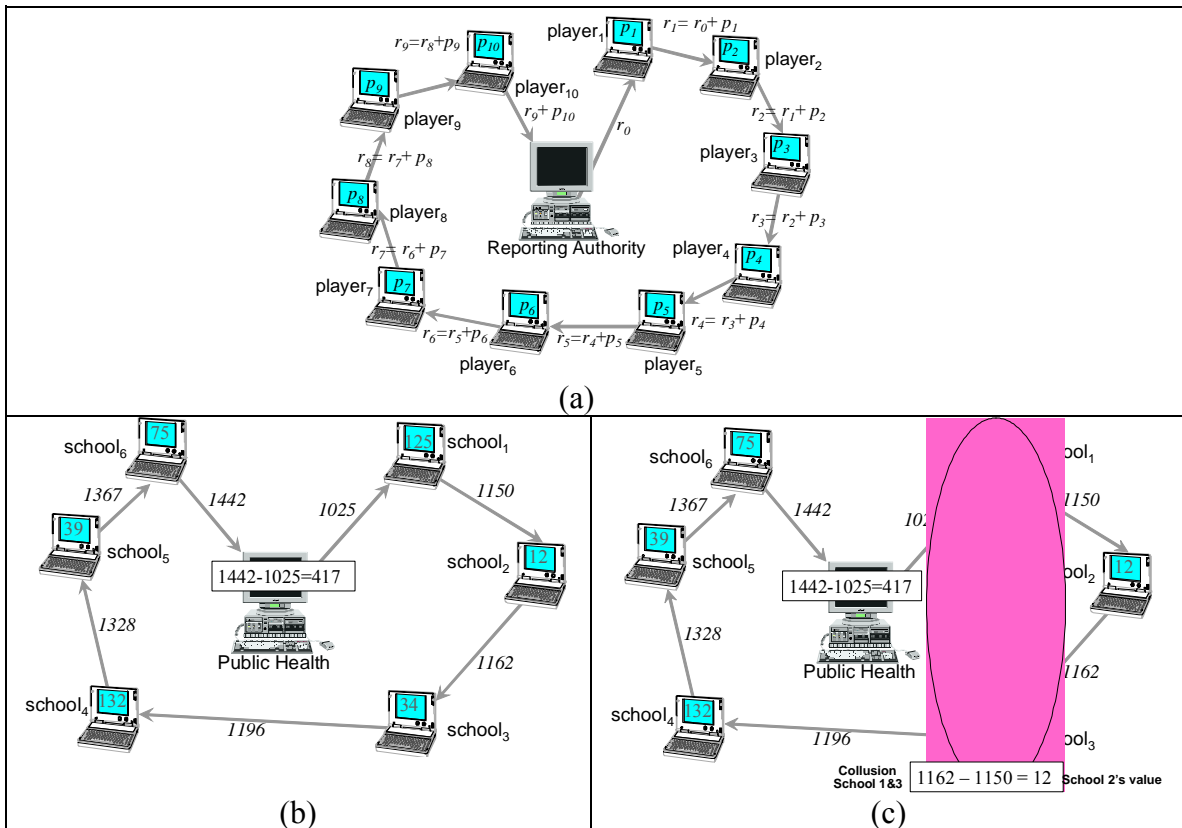 r₁=r₀+p₁
p₁
player₁
p₂
player₂
r₂=r₁+p₂
p₃
player₃
r₃=r₂+p₃
p₄
player₄
r₄=r₃+p₄
p₅
player₅
r₅=r₄+p₅
p₆
player₆
r₆=r₅+p₆
p₇
player₇
r₇=r₆+p₇
p₈
player₈
r₈=r₇+p₈
p₉
player₉
r₉=r₈+p₉
p₁₀
player₁₀
r₉+p₁₀
r₀
Reporting Authority
(a)
75
school₆
125
school₁
1367
1442
1025
1150
39
school₅
12
school₂
1442-1025=417
1328
Public Health
1162
132
school₄
34
school₃
1196
(b)
75
school₆
ool₁
1367
1442
102
1150
39
school₅
12
ool₂
1442-1025=417
1328
Public Health
1162
132
school₄
1196
ool₃
Collusion
School 1&3
1162 – 1150 = 12
School 2's value
(c)